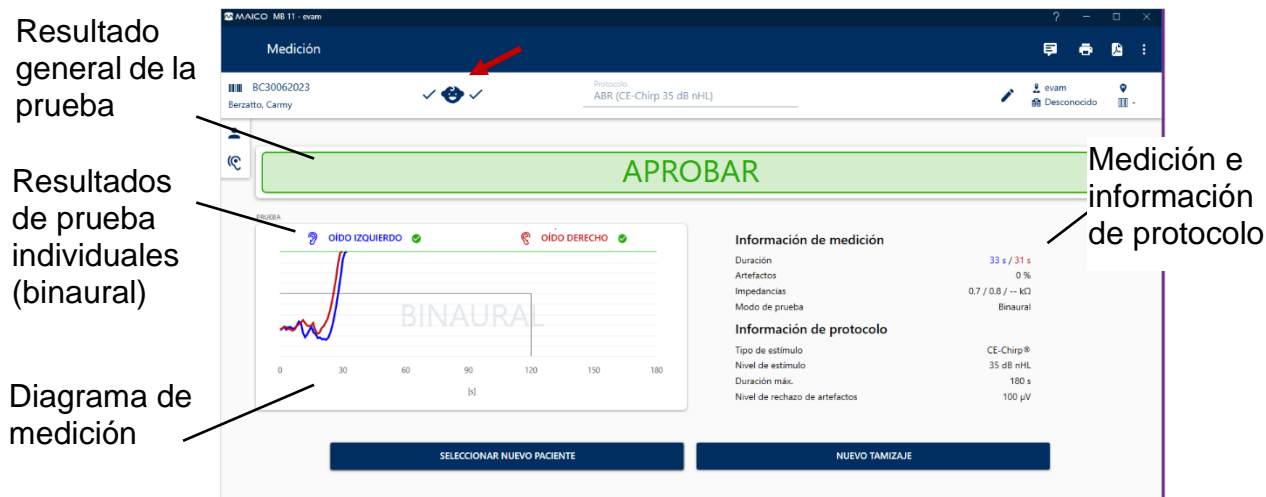 Resultado
general de la
prueba
Resultados
de prueba
individuales
(binaural)
Diagrama de
medición
MAICO MB 11 - evam
Medición
BC30062023
Berzatto, Carmy
Protocolo
ABR (CE-Chirp 35 dB nHL)
evam
Desconocido
-
APROBAR
PRUEBA
OÍDO IZQUIERDO
OÍDO DERECHO
BINAURAL
0 30 60 90 120 150 180
[s]
Información de medición
Duración 33 s / 31 s
Artefactos 0 %
Impedancias 0,7 / 0,8 / -- kΩ
Modo de prueba Binaural
Información de protocolo
Tipo de estímulo CE-Chirp®
Nivel de estímulo 35 dB nHL
Duración máx. 180 s
Nivel de rechazo de artefactos 100 µV
SELECCIONAR NUEVO PACIENTE
NUEVO TAMIZAJE
Medición e
información
de protocolo